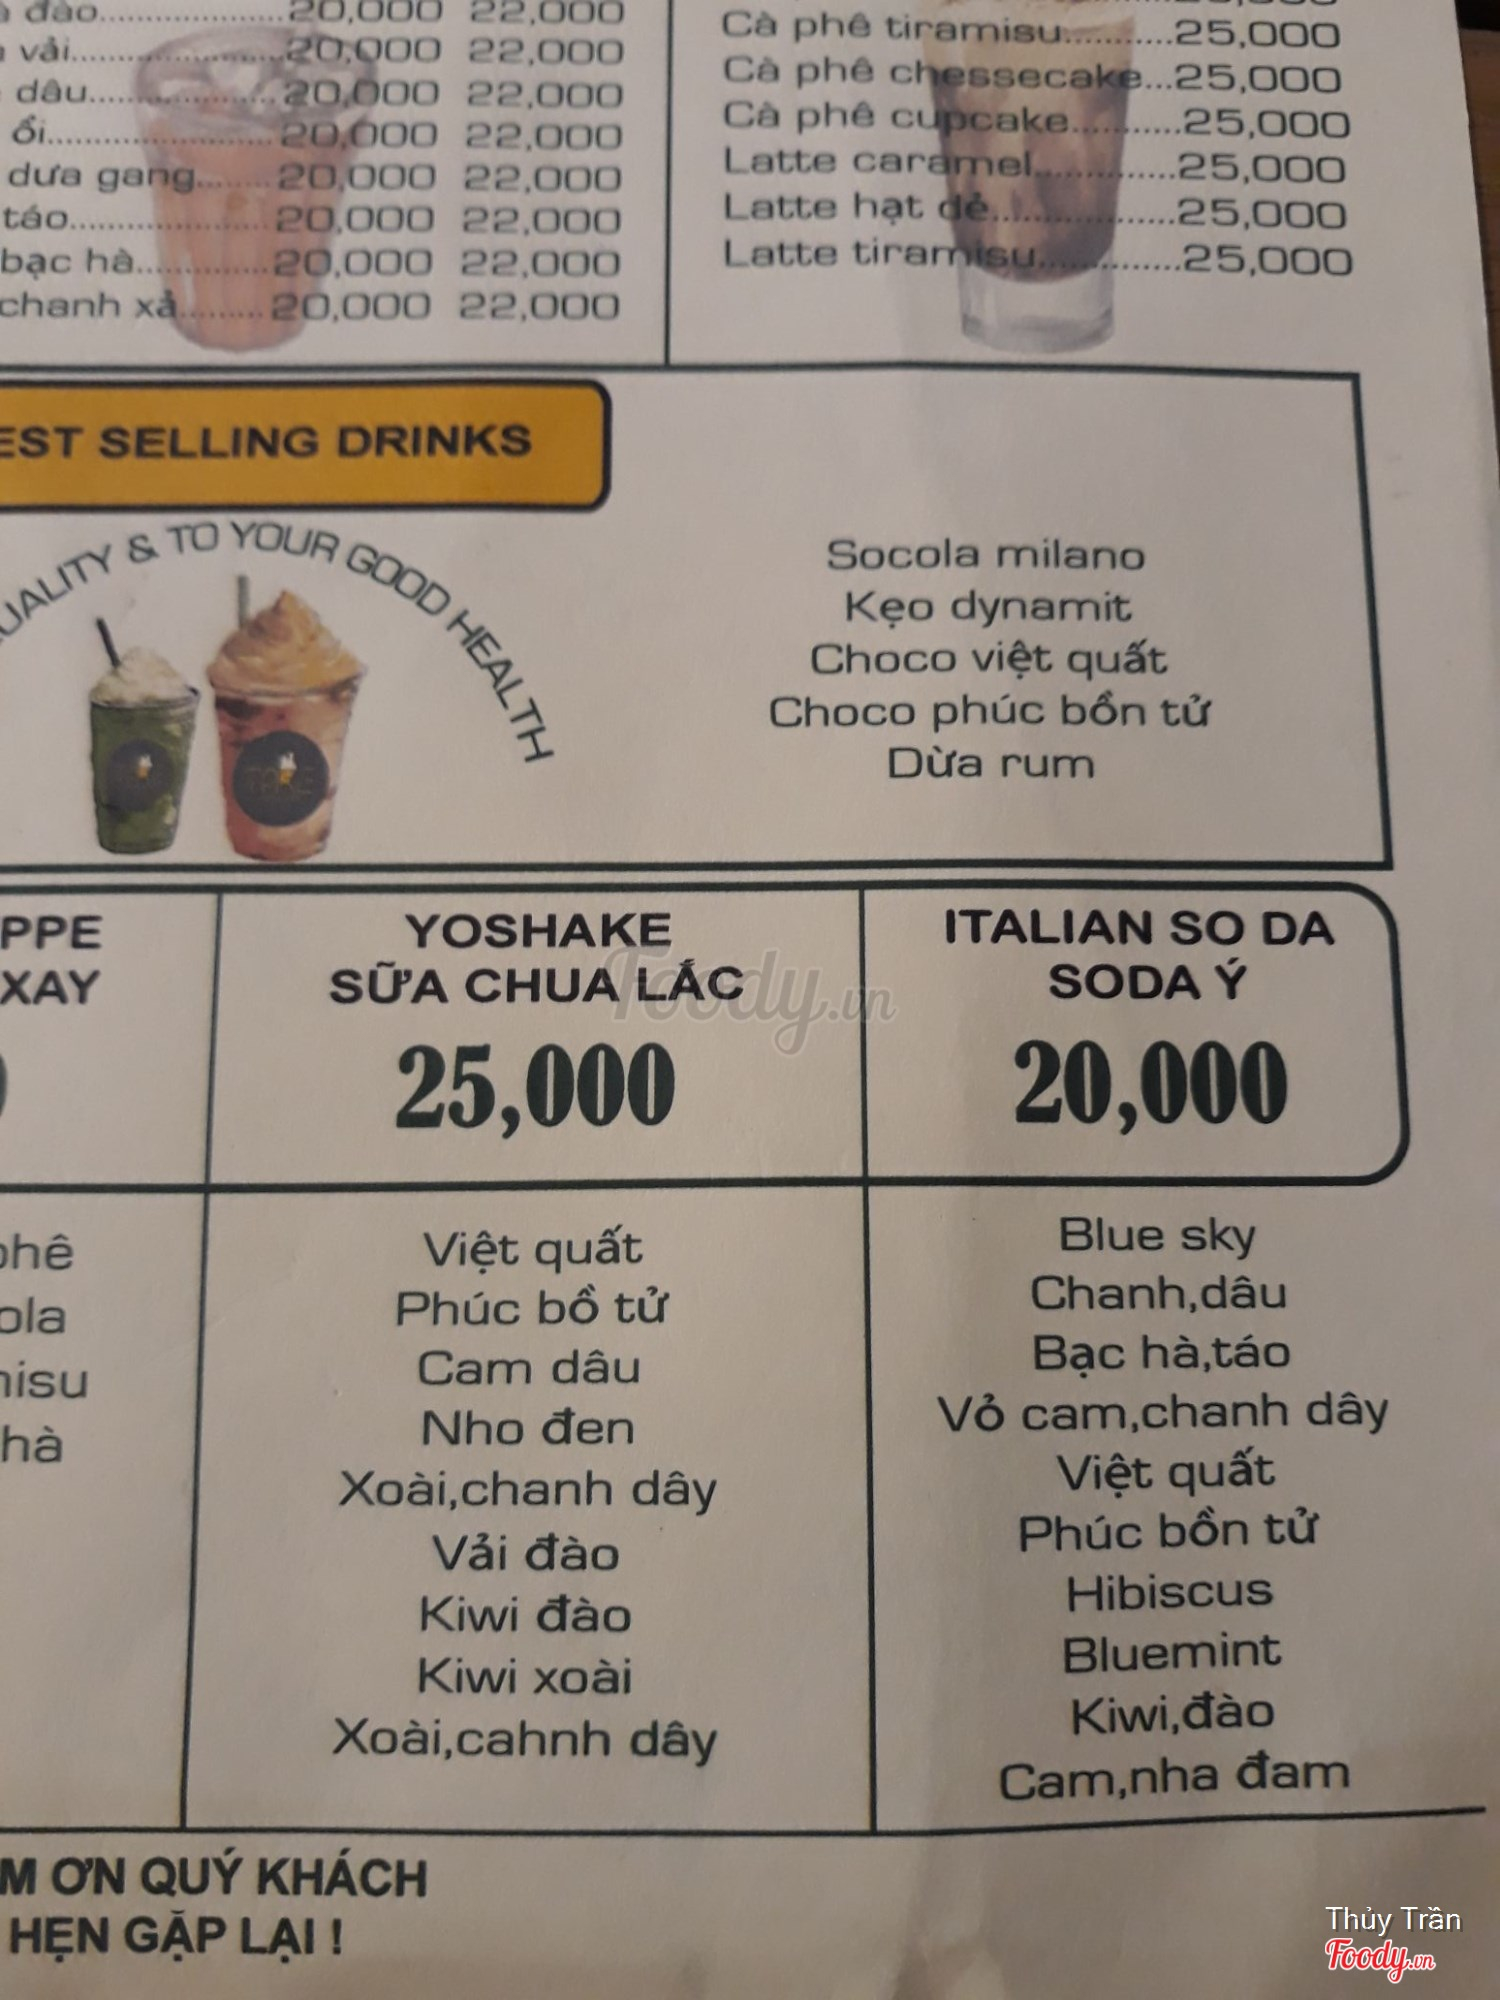 đào..................20,000 22,000
vải..................20,000 22,000
dâu..................20,000 22,000
ổi..................20,000 22,000
dưa gang........20,000 22,000
táo..................20,000 22,000
bạc hà..............20,000 22,000
chanh xả.........20,000 22,000
Cà phê tiramisu...........25,000
Cà phê chessecake...25,000
Cà phê cupcake..........25,000
Latte caramel..............25,000
Latte hạt dẻ.................25,000
Latte tiramisu..............25,000
EST SELLING DRINKS
UALITY & TO YOUR GOOD HEALTH
Socola milano
Kẹo dynamit
Choco việt quất
Choco phúc bồn tử
Dừa rum
PPE
XAY
phê
ola
misu
hà
YOSHAKE
SỮA CHUA LẮC
25,000
Việt quất
Phúc bồ tử
Cam dâu
Nho đen
Xoài,chanh dây
Vải đào
Kiwi đào
Kiwi xoài
Xoài,cahnh dây
ITALIAN SO DA
SODA Ý
20,000
Blue sky
Chanh,dâu
Bạc hà,táo
Vỏ cam,chanh dây
Việt quất
Phúc bồn tử
Hibiscus
Bluemint
Kiwi,đào
Cam,nha đam
M ƠN QUÝ KHÁCH
HẸN GẶP LẠI !
Foody.vn
Thủy Trần
Foody.vn